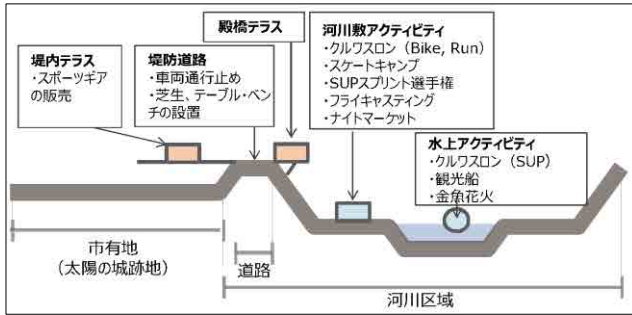 殿橋テラス
堤内テラス
・スポーツギア
の販売
堤防道路
・車両通行止め
・芝生、テーブル・ベン
チの設置
河川敷アクティビティ
・クルワスロン（Bike, Run）
・スケートキャンプ
・SUPスプリント選手権
・フライキャスティング
・ナイトマーケット
水上アクティビティ
・クルワスロン（SUP）
・観光船
・金魚花火
市有地
（太陽の城跡地）
道路
河川区域